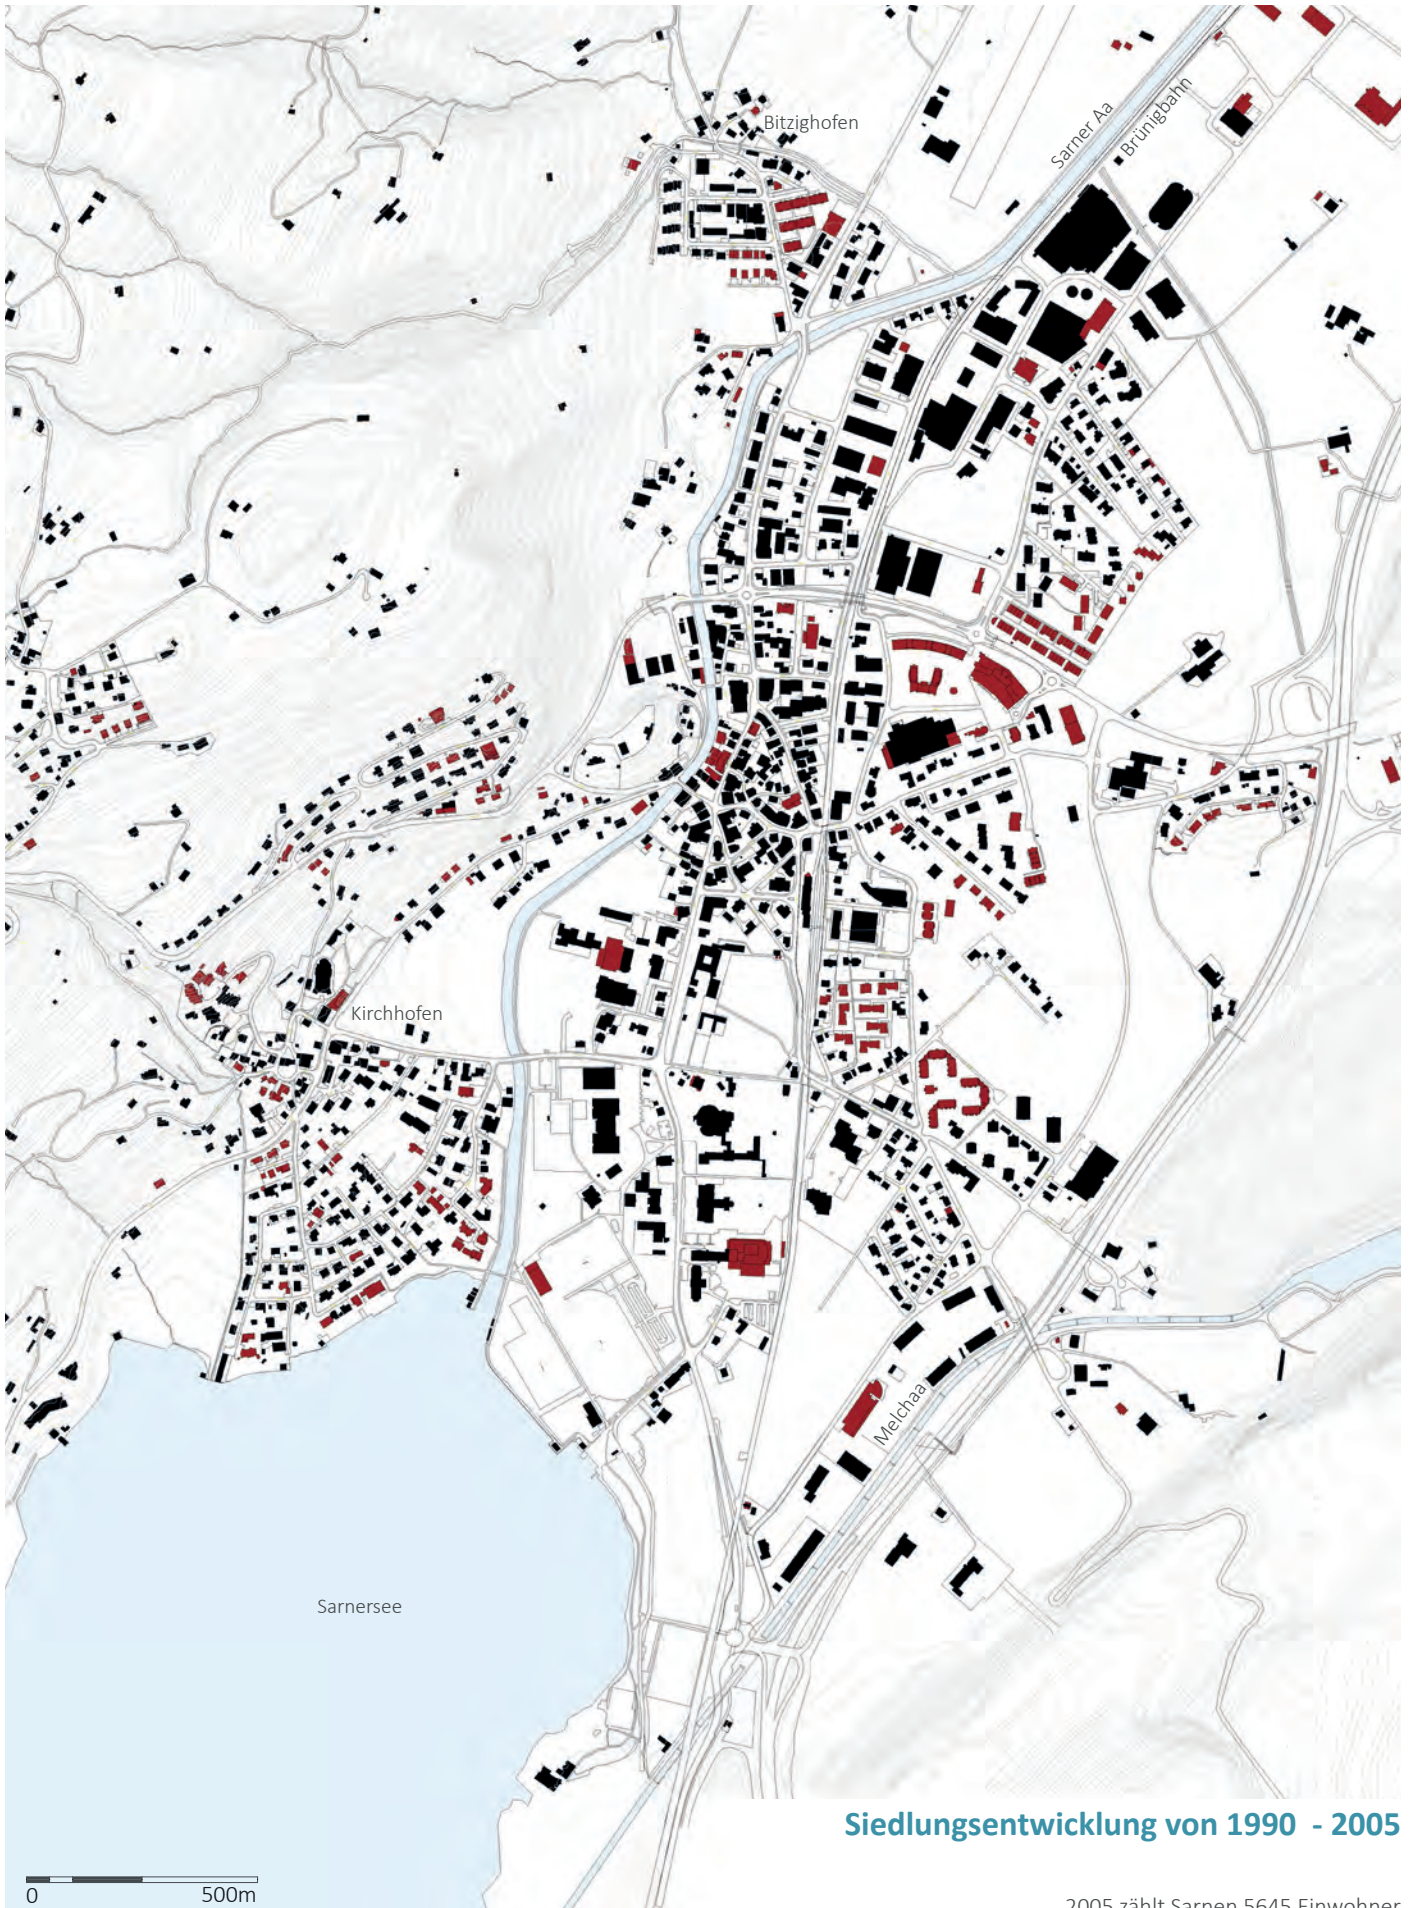 Bitzighofen
Sarner Aa
Brünigbahn
Kirchhofen
Melchaa
Sarnersee
Siedlungsentwicklung von 1990 - 2005
0 500m
2005 zählt Sarnen 5645 Einwohner